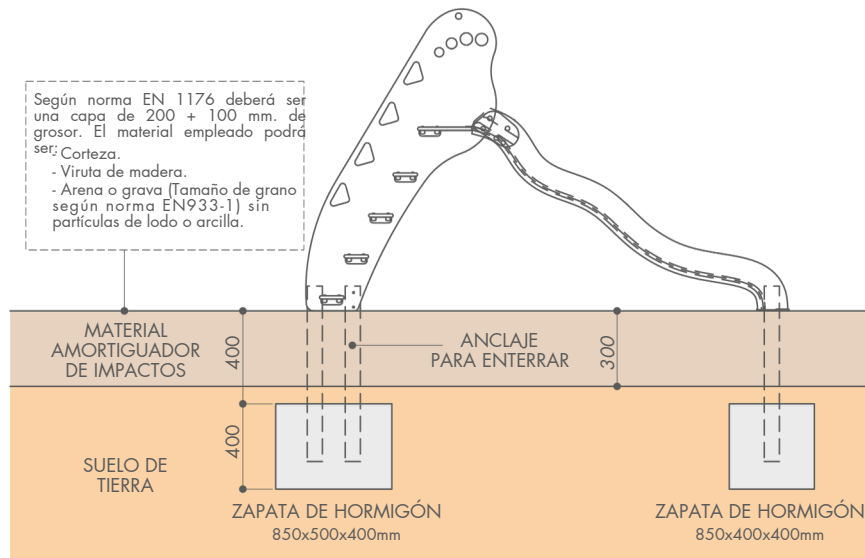 Según norma EN 1176 deberá ser
una capa de 200 + 100 mm. de
grosor. El material empleado podrá
ser:
- Corteza.
- Viruta de madera.
- Arena o grava (Tamaño de grano
según norma EN933-1) sin
partículas de lodo o arcilla.
MATERIAL
AMORTIGUADOR
DE IMPACTOS
400
ANCLAJE
PARA ENTERRAR
300
400
SUELO DE
TIERRA
ZAPATA DE HORMIGÓN
850x500x400mm
ZAPATA DE HORMIGÓN
850x400x400mm